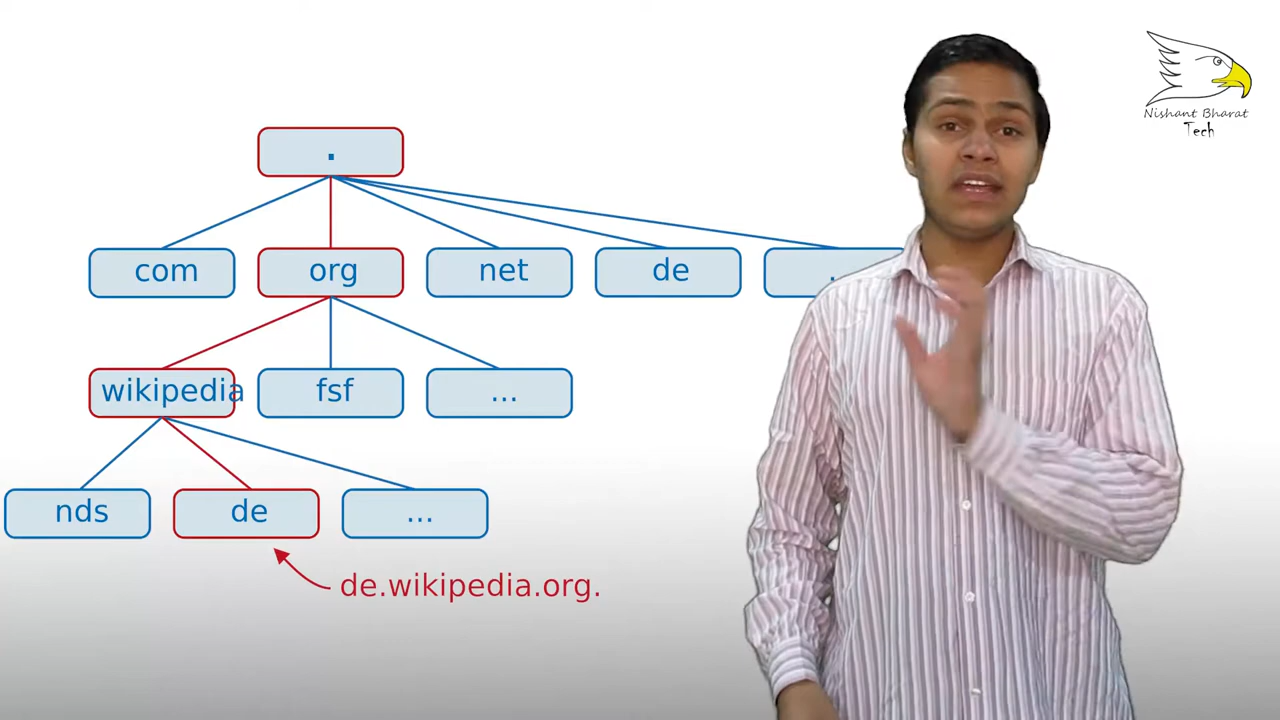 Nishant Bharat
Tech
.
com
org
net
de
wikipedia
fsf
...
nds
de
...
de.wikipedia.org.